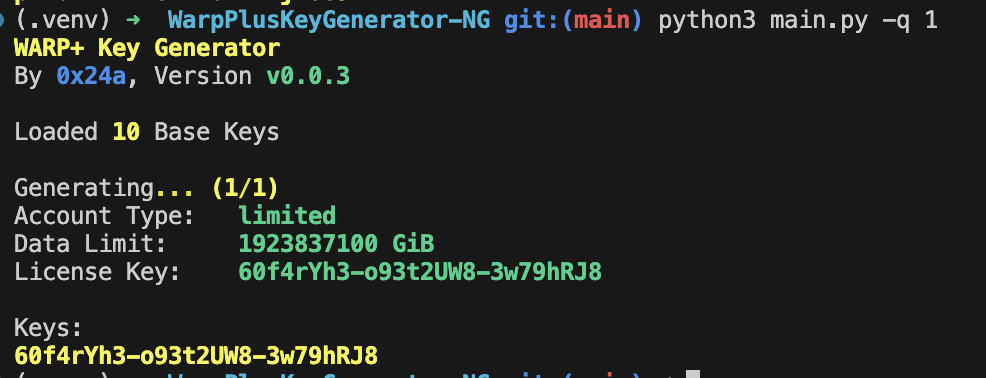 (.venv) ➜ WarpPlusKeyGenerator-NG git:(main) python3 main.py -q 1
WARP+ Key Generator
By 0x24a, Version v0.0.3
Loaded 10 Base Keys
Generating... (1/1)
Account Type: limited
Data Limit: 1923837100 GiB
License Key: 60f4rYh3-o93t2UW8-3w79hRJ8
Keys:
60f4rYh3-o93t2UW8-3w79hRJ8